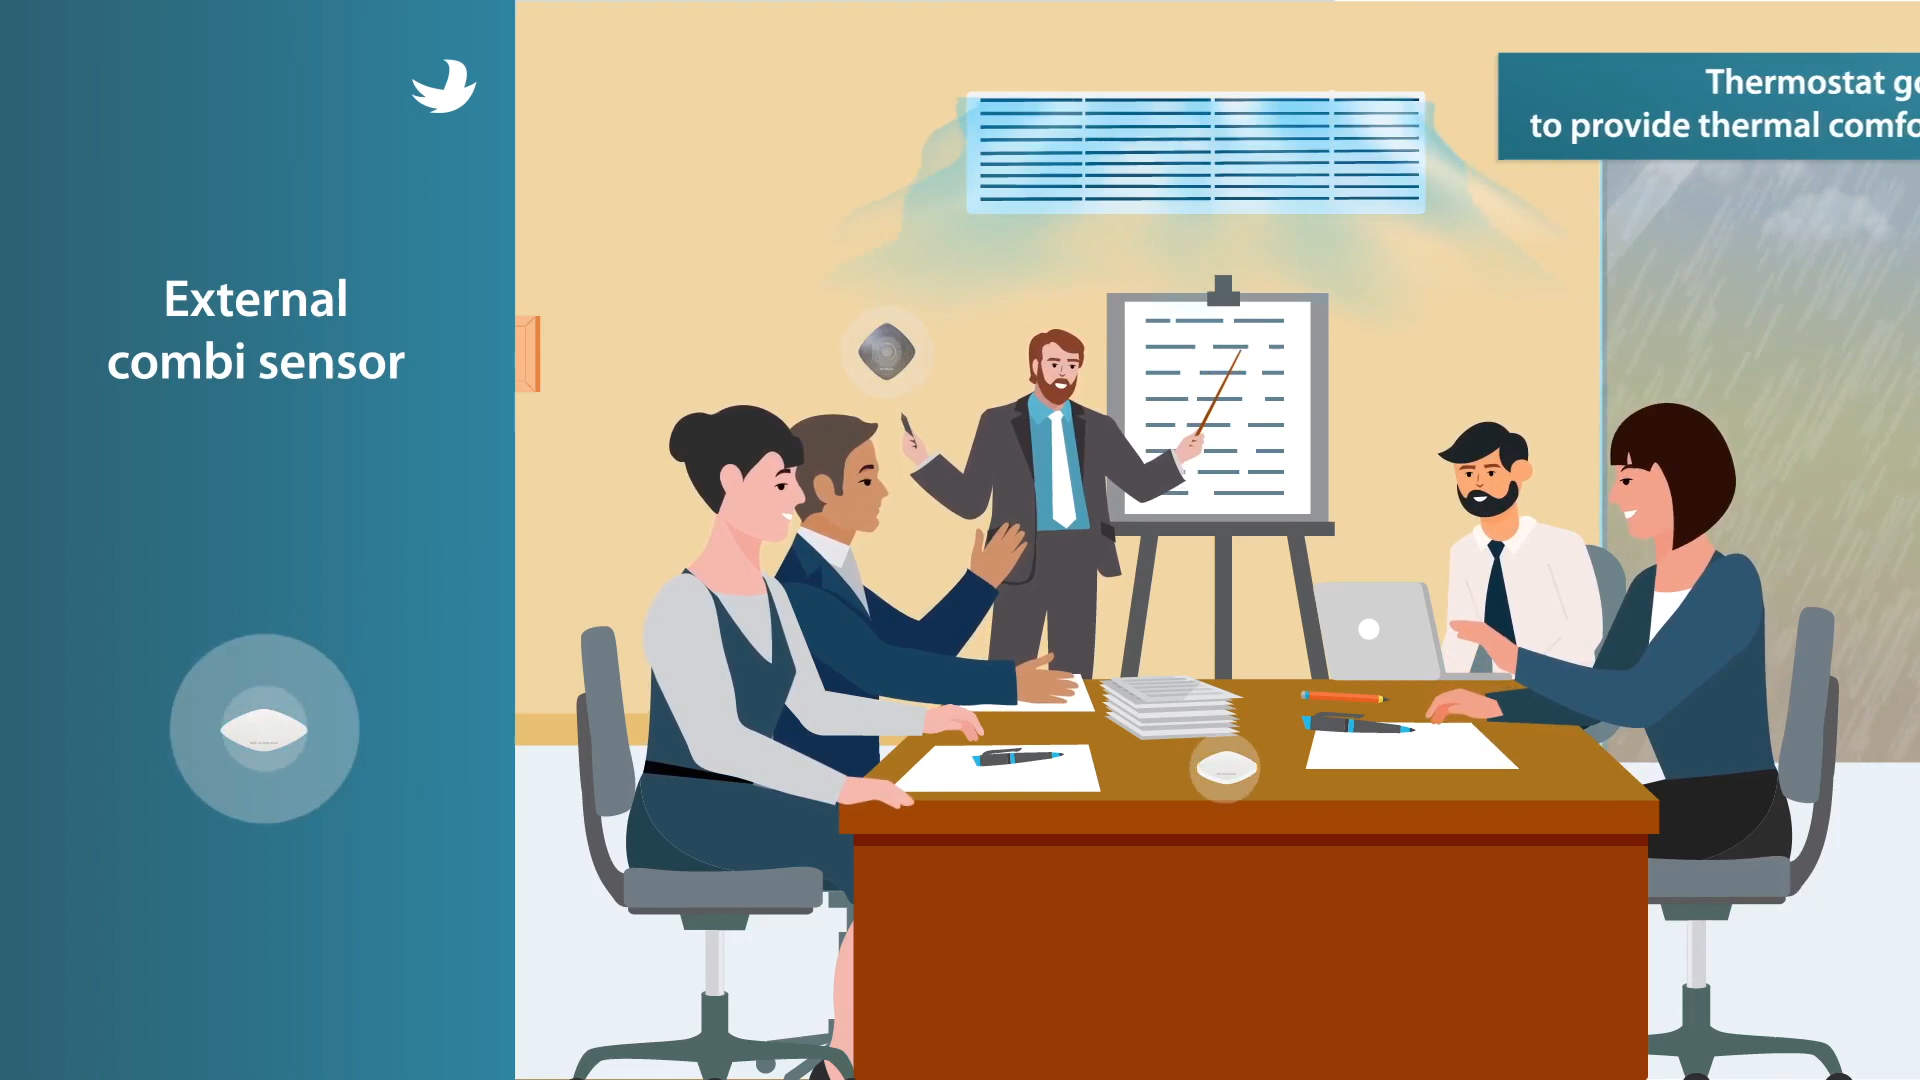 External
combi sensor
Thermostat
to provide thermal